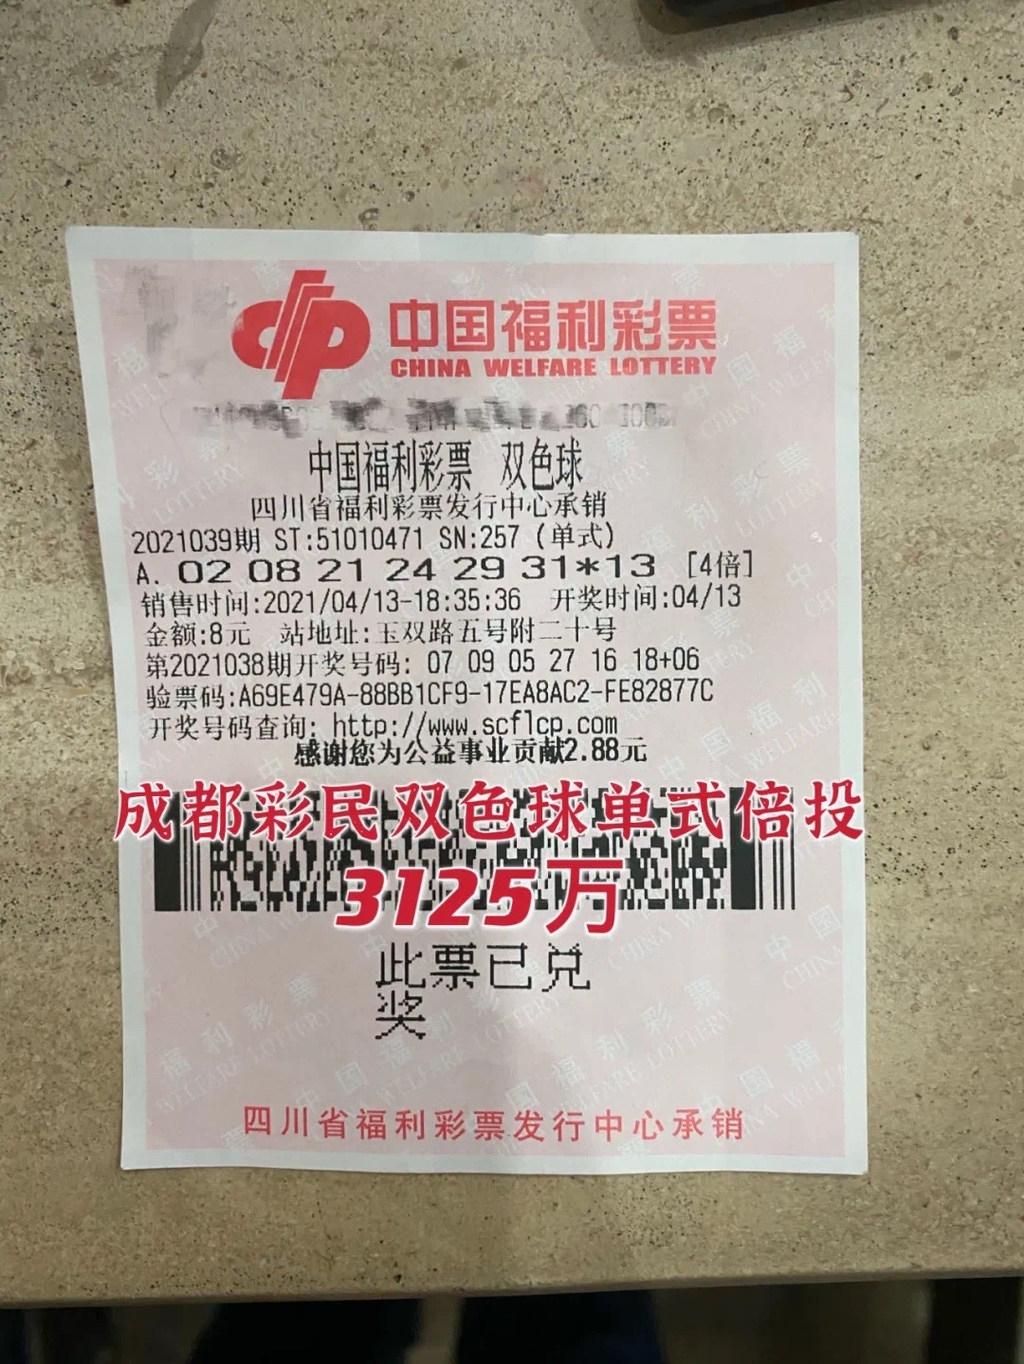 中国福利彩票
CHINA WELFARE LOTTERY
中国福利彩票 双色球
四川省福利彩票发行中心承销
2021039期 ST:51010471 SN:257 (单式)
A. 02 08 21 24 29 31*13 [4倍]
销售时间:2021/04/13-18:35:36 开奖时间:04/13
金额:8元 站地址:玉双路五号附二十号
第2021038期开奖号码: 07 09 05 27 16 18+06
验票码:A69E479A-88BB1CF9-17EA8AC2-FE82877C
开奖号码查询: http://www.scflcp.com
感谢您为公益事业贡献2.88元
成都彩民双色球单式倍投
3125万
此票已兑
奖
四川省福利彩票发行中心承销